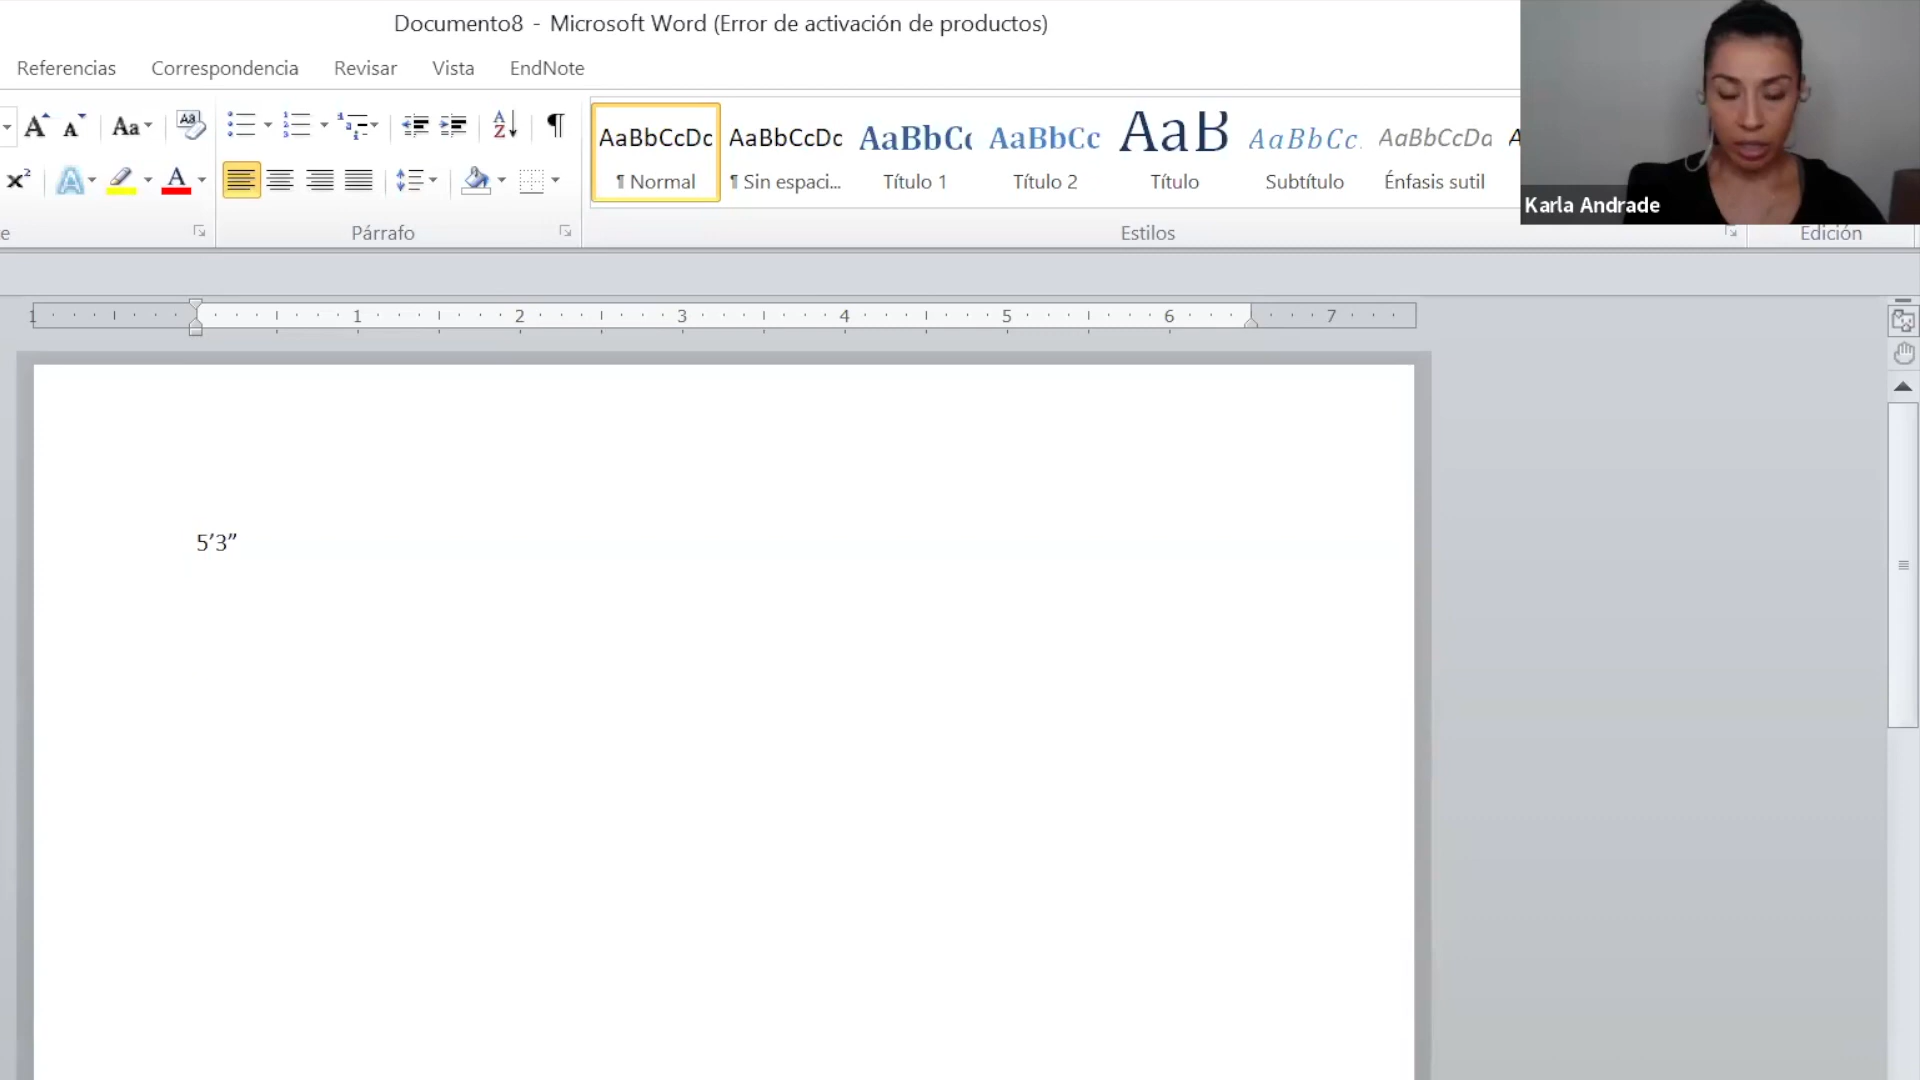 Documento8 - Microsoft Word (Error de activación de productos)
Referencias Correspondencia Revisar Vista EndNote
Aa
AaBbCcDc AaBbCcDc AaBbCc AaBbCc AaB AaBbCc. AaBbCcDa
¶ Normal ¶ Sin espaci... Título 1 Título 2 Título Subtítulo Énfasis sutil
Karla Andrade
Párrafo Estilos Edición
1 1 2 3 4 5 6 7
5’3”